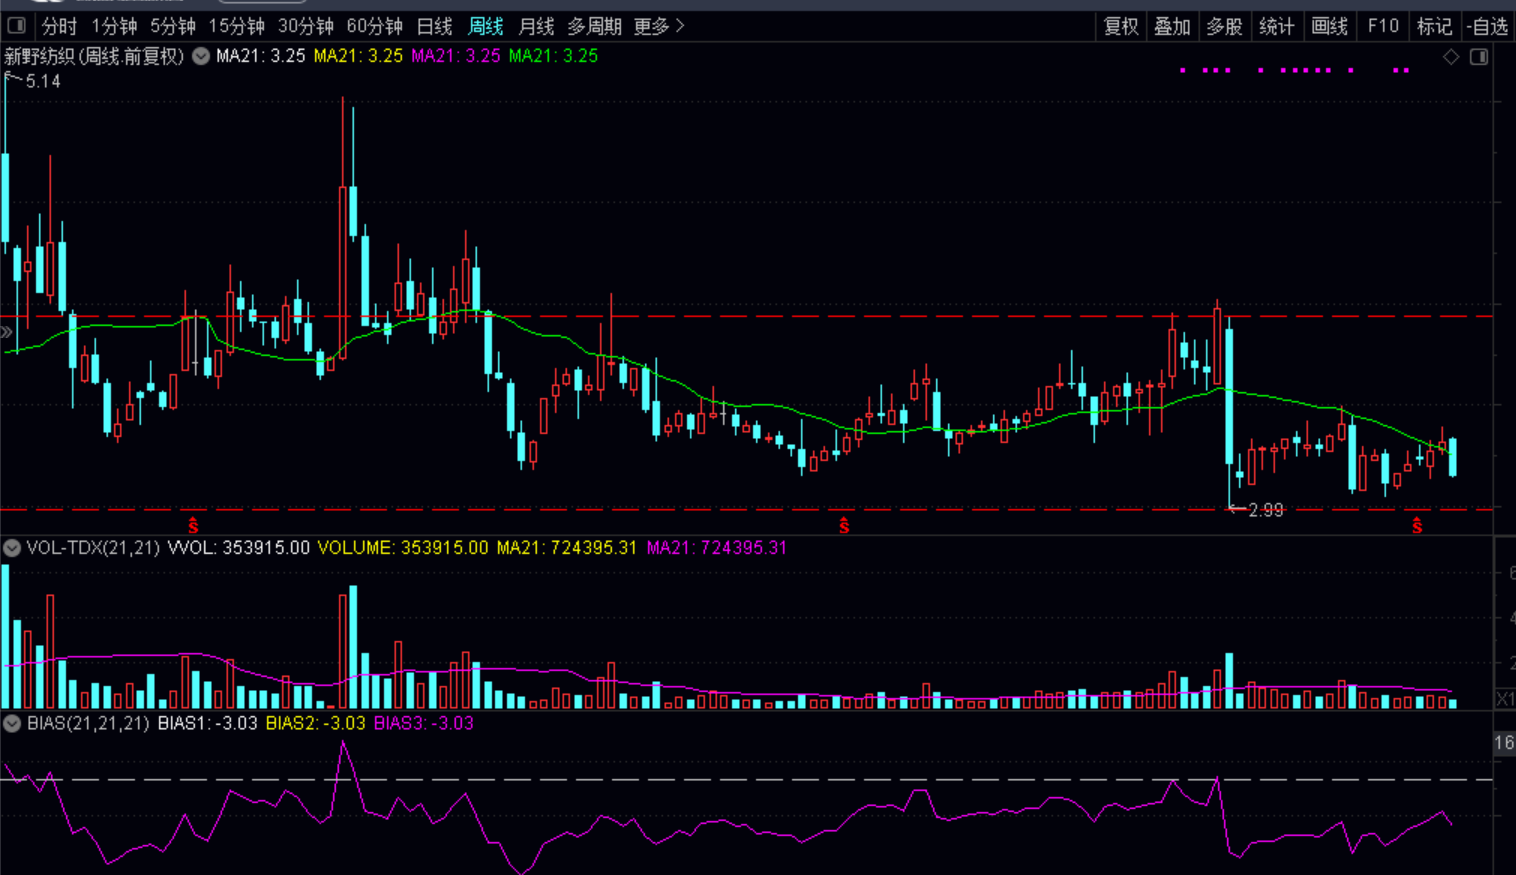 分时 1分钟 5分钟 15分钟 30分钟 60分钟 日线 周线 月线 多周期 更多 复权 叠加 多股 统计 画线 F10 标记 -自选
新野纺织(周线.前复权) MA21: 3.25 MA21: 3.25 MA21: 3.25 MA21: 3.25
5.14
2.99
S S S
VOL-TDX(21,21) VVOL: 353915.00 VOLUME: 353915.00 MA21: 724395.31 MA21: 724395.31
6
4
2
X1
BIAS(21,21,21) BIAS1: -3.03 BIAS2: -3.03 BIAS3: -3.03
16